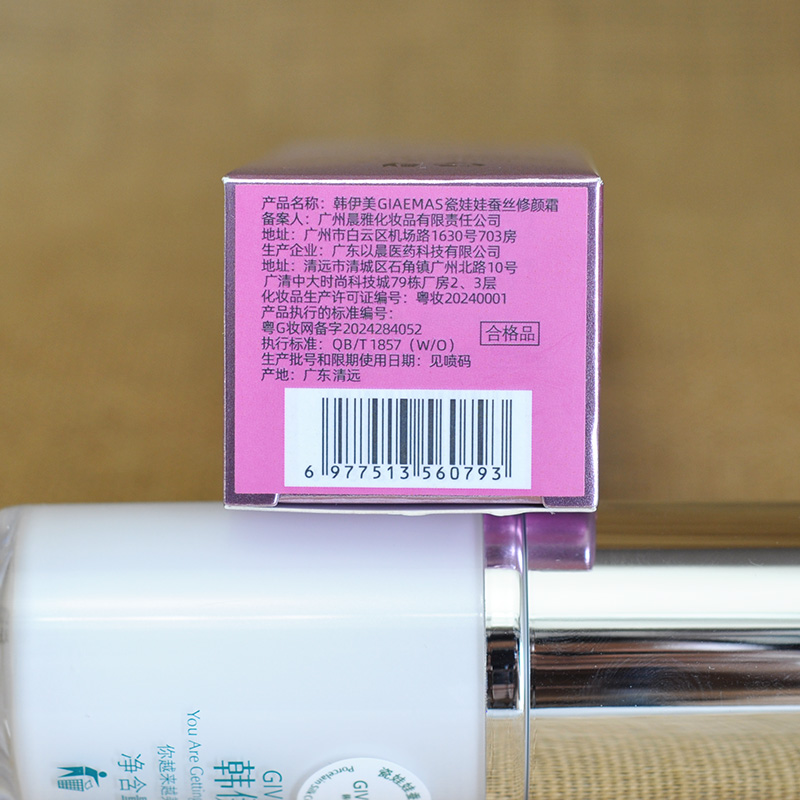 产品名称：韩伊美GIAEMAS瓷娃娃蚕丝修颜霜
备案人：广州晨雅化妆品有限责任公司
地址：广州市白云区机场路1630号703房
生产企业：广东以晨医药科技有限公司
地址：清远市清城区石角镇广州北路10号
广清中大时尚科技城79栋厂房2、3层
化妆品生产许可证编号：粤妆20240001
产品执行的标准编号：
粤G妆网备字2024284052
合格品
执行标准：QB/T 1857（W/O）
生产批号和限期使用日期：见喷码
产地：广东 清远
6 977513 560793
GIV
韩
You Are Getting
你越来越
净含
瓷娃娃蚕
Porcelain Silk
GIV